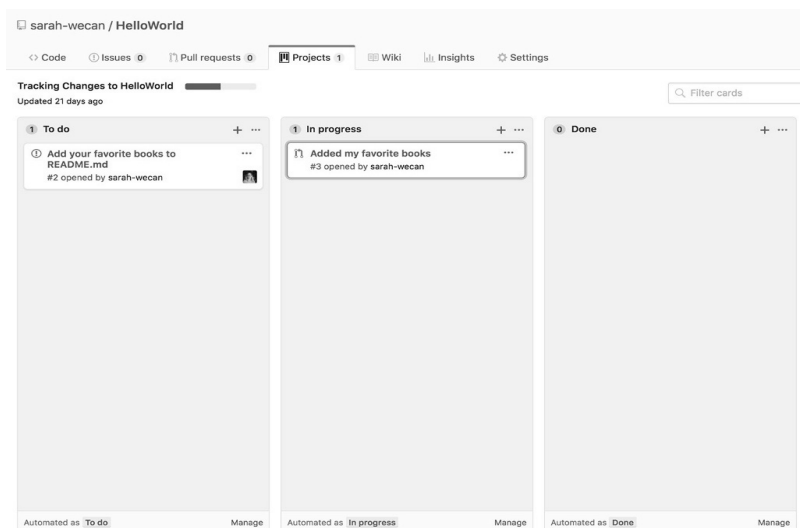 sarah-wecan / HelloWorld
Code Issues 0 Pull requests 0 Projects 1 Wiki Insights Settings
Tracking Changes to HelloWorld
Updated 21 days ago
Filter cards
1 To do
Add your favorite books to
README.md
#2 opened by sarah-wecan
Automated as To do Manage
1 In progress
Added my favorite books
#3 opened by sarah-wecan
Automated as In progress Manage
0 Done
Automated as Done Manage